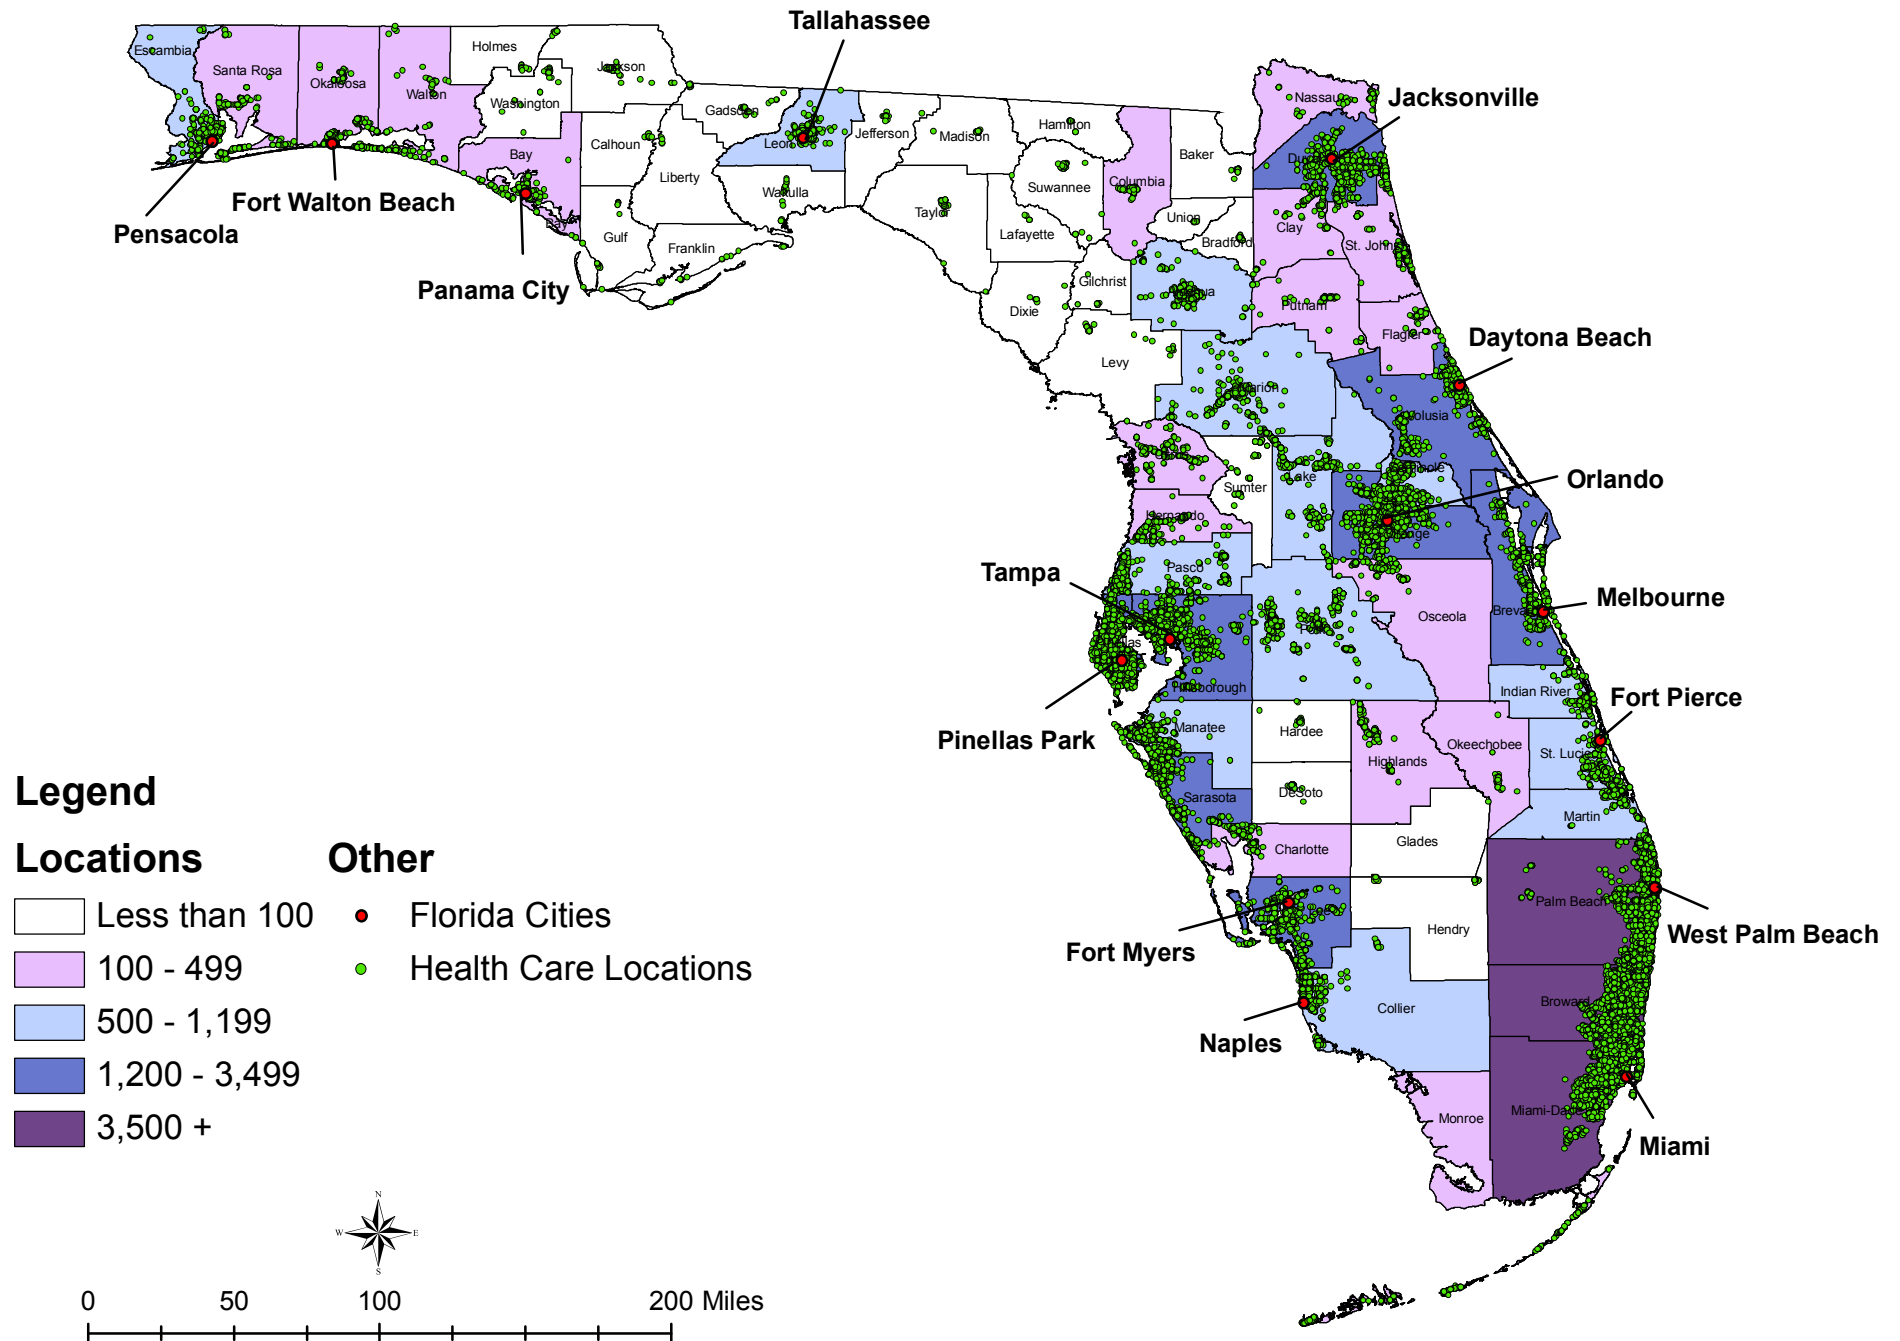 Tallahassee
Escambia
Santa Rosa
Okaloosa
Walton
Holmes
Jackson
Washington
Bay
Bay
Calhoun
Gulf
Liberty
Franklin
Gadsden
Leon
Wakulla
Jefferson
Madison
Taylor
Hamilton
Suwannee
Lafayette
Dixie
Columbia
Gilchrist
Levy
Baker
Union
Bradford
Nassau
Clay
St. Johns
Putnam
Flagler
Marion
Jacksonville
Pensacola
Fort Walton Beach
Panama City
Daytona Beach
Orlando
Lake
Sumter
Hernando
Pasco
Tampa
Melbourne
Osceola
Hillsborough
Pinellas Park
Manatee
Hardee
Indian River
Fort Pierce
Okeechobee
St. Lucie
Highlands
DeSoto
Sarasota
Martin
Charlotte
Glades
Palm Beach
Hendry
West Palm Beach
Fort Myers
Collier
Broward
Naples
Monroe
Miami-Dade
Miami
Legend
Locations Other
Less than 100 Florida Cities
100 - 499 Health Care Locations
500 - 1,199
1,200 - 3,499
3,500 +
N
W E
S
0 50 100 200 Miles